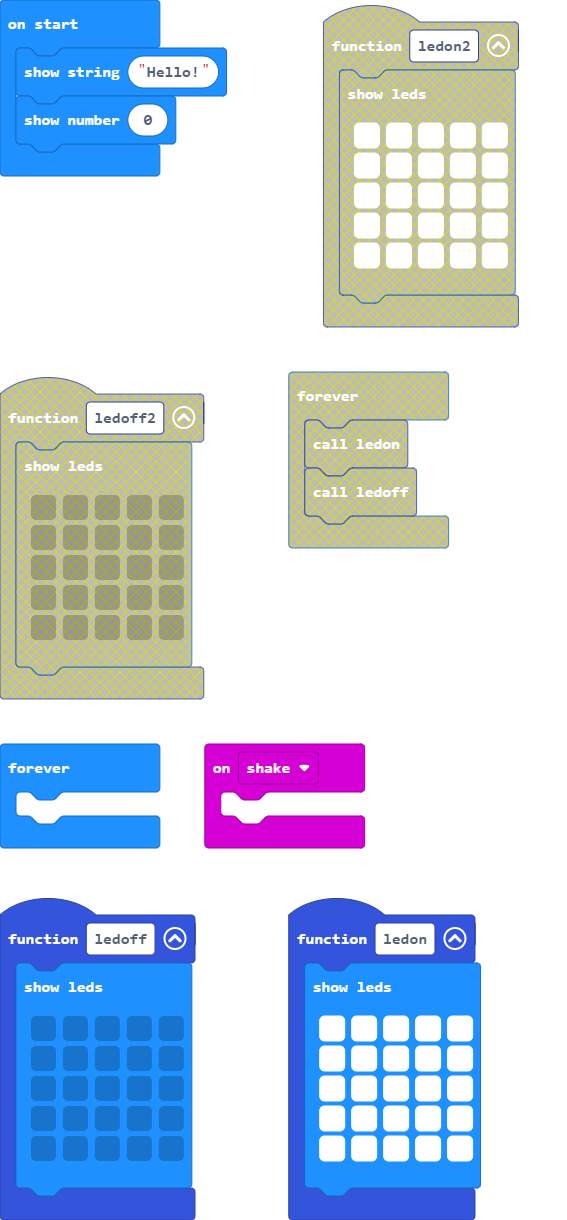 on start
show string "Hello!"
show number 0
function ledon2
show leds
function ledoff2
show leds
forever
call ledon
call ledoff
forever
on shake
function ledoff
show leds
function ledon
show leds